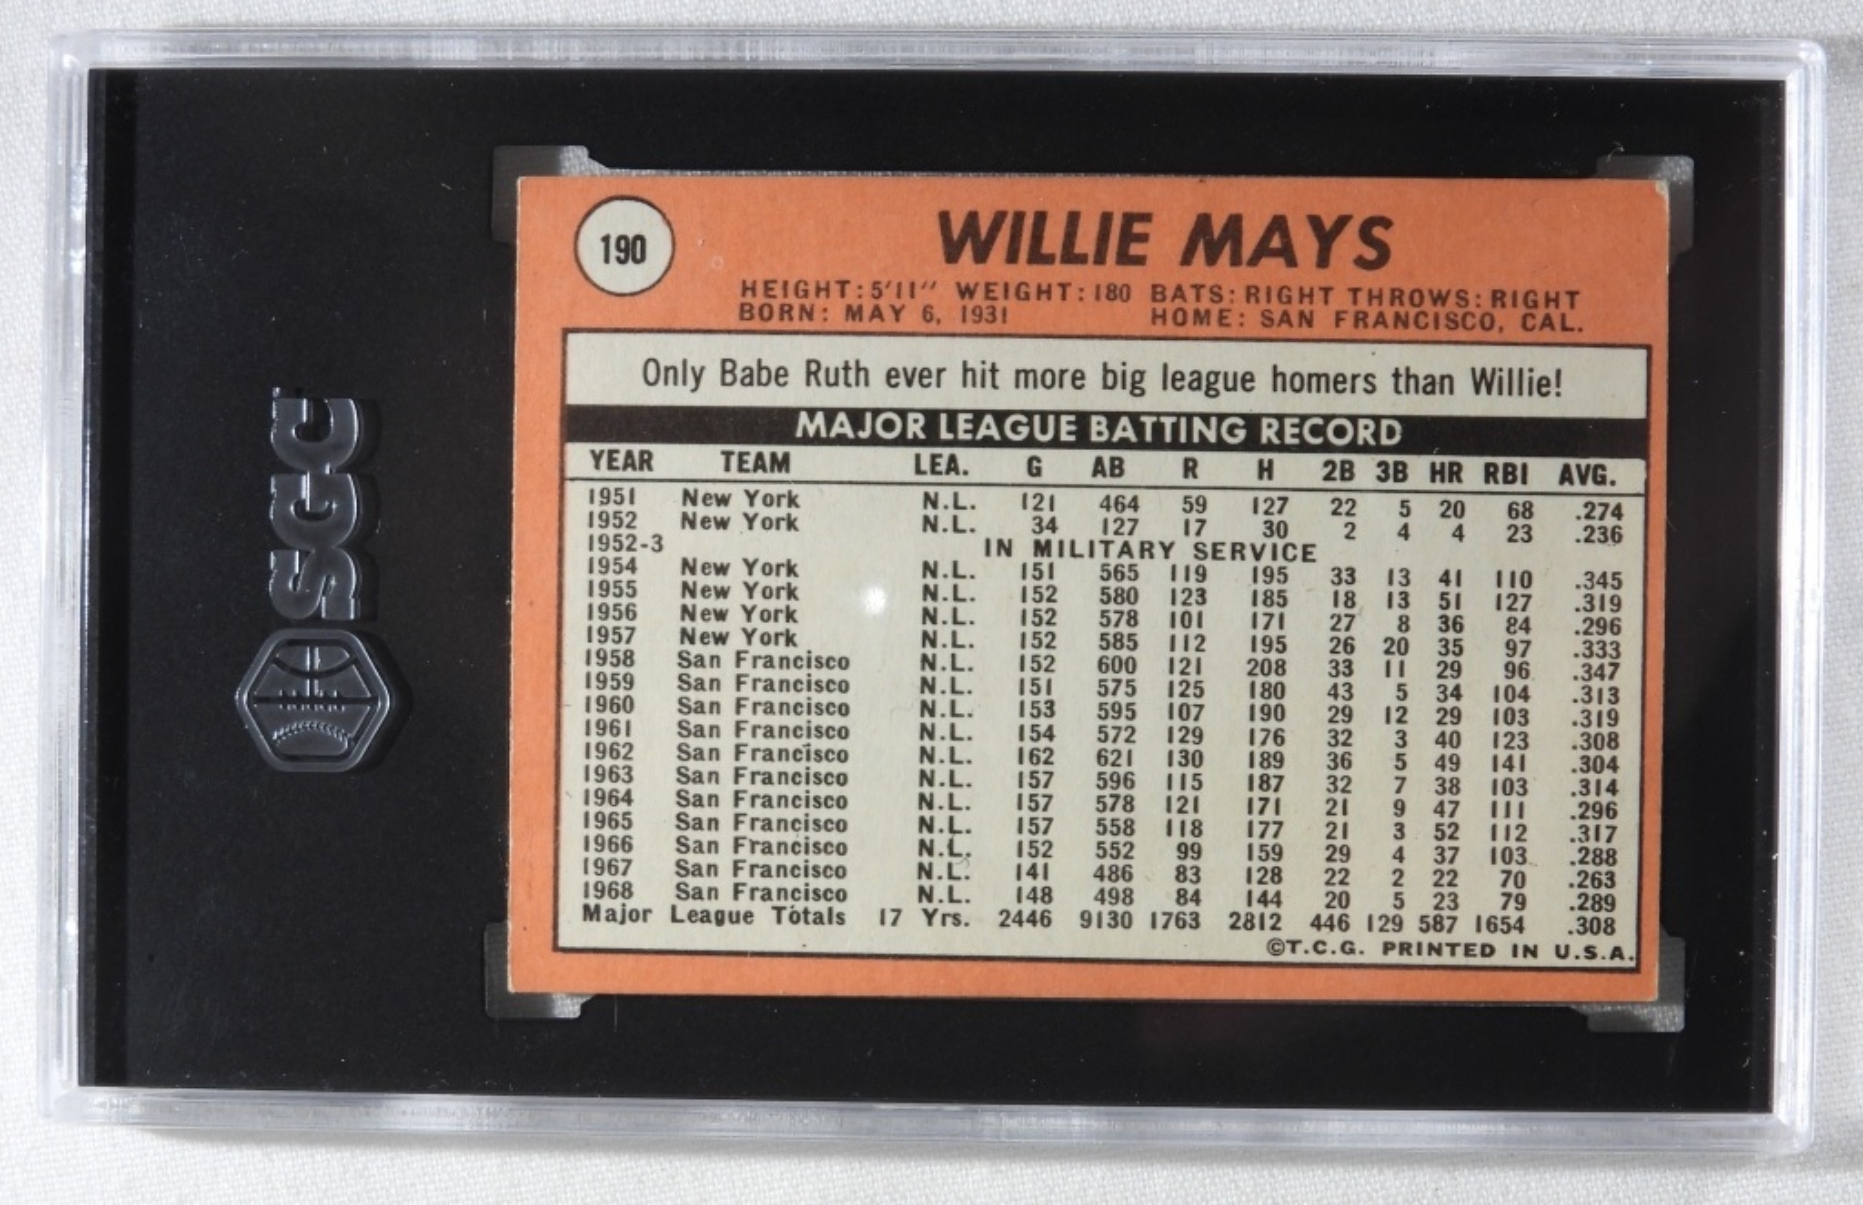 SGC
190
WILLIE MAYS
HEIGHT: 5'11" WEIGHT: 180 BATS: RIGHT THROWS: RIGHT
BORN: MAY 6, 1931 HOME: SAN FRANCISCO, CAL.
Only Babe Ruth ever hit more big league homers than Willie!
MAJOR LEAGUE BATTING RECORD
YEAR TEAM LEA. G AB R H 2B 3B HR RBI AVG.
1951 New York N.L. 121 464 59 127 22 5 20 68 .274
1952 New York N.L. 34 127 17 30 2 4 4 23 .236
1952-3 IN MILITARY SERVICE
1954 New York N.L. 151 565 119 195 33 13 41 110 .345
1955 New York N.L. 152 580 123 185 18 13 51 127 .319
1956 New York N.L. 152 578 101 171 27 8 36 84 .296
1957 New York N.L. 152 585 112 195 26 20 35 97 .333
1958 San Francisco N.L. 152 600 121 208 33 11 29 96 .347
1959 San Francisco N.L. 151 575 125 180 43 5 34 104 .313
1960 San Francisco N.L. 153 595 107 190 29 12 29 103 .319
1961 San Francisco N.L. 154 572 129 176 32 3 40 123 .308
1962 San Francisco N.L. 162 621 130 189 36 5 49 141 .304
1963 San Francisco N.L. 157 596 115 187 32 7 38 103 .314
1964 San Francisco N.L. 157 578 121 171 21 9 47 111 .296
1965 San Francisco N.L. 157 558 118 177 21 3 52 112 .317
1966 San Francisco N.L. 152 552 99 159 29 4 37 103 .288
1967 San Francisco N.L. 141 486 83 128 22 2 22 70 .263
1968 San Francisco N.L. 148 498 84 144 20 5 23 79 .289
Major League Totals 17 Yrs. 2446 9130 1763 2812 446 129 587 1654 .308
©T.C.G. PRINTED IN U.S.A.